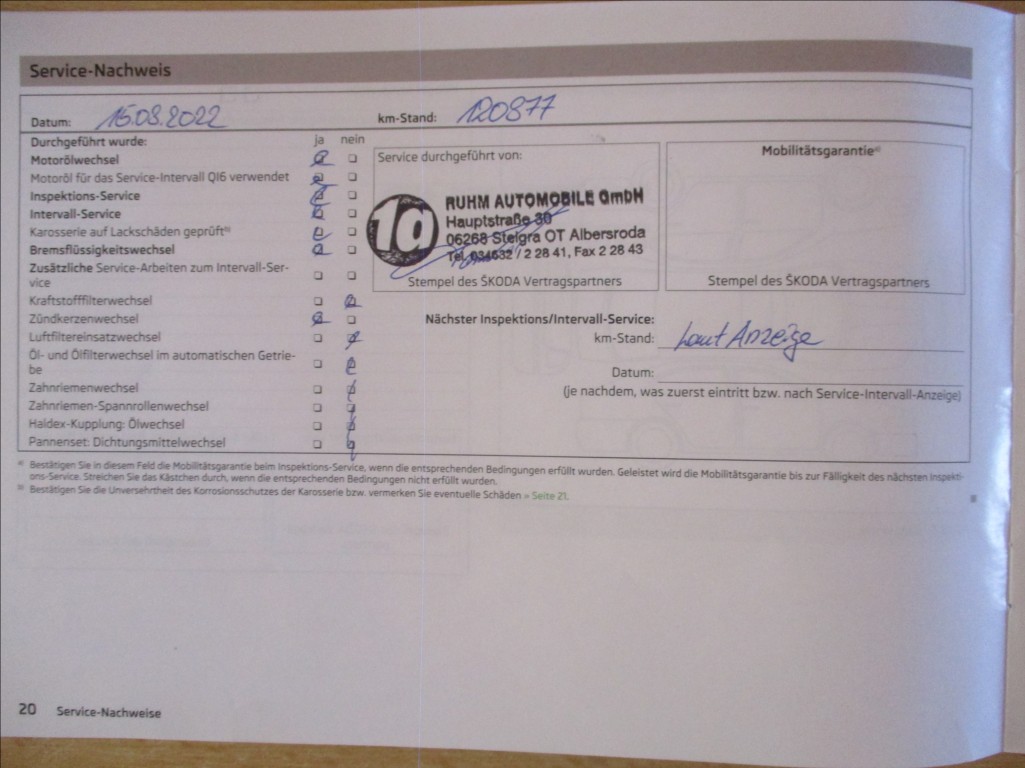 Service-Nachweis
Datum: 15.08.2022 km-Stand: 120877
Durchgeführt wurde: ja nein
Motorölwechsel
Motoröl für das Service-Intervall QI6 verwendet
Inspektions-Service
Intervall-Service
Karosserie auf Lackschäden geprüft b)
Bremsflüssigkeitswechsel
Zusätzliche Service-Arbeiten zum Intervall-Ser-
vice
Kraftstofffilterwechsel
Zündkerzenwechsel
Luftfiltereinsatzwechsel
Öl- und Ölfilterwechsel im automatischen Getrie-
be
Zahnriemenwechsel
Zahnriemen-Spannrollenwechsel
Haldex-Kupplung: Ölwechsel
Pannenset: Dichtungsmittelwechsel
Service durchgeführt von:
1a
RUHM AUTOMOBILE GmbH
Hauptstraße 30
06268 Steigra OT Albersroda
Tel. 034632 / 2 28 41, Fax 2 28 43
Stempel des ŠKODA Vertragspartners
Mobilitätsgarantie a)
Stempel des ŠKODA Vertragspartners
Nächster Inspektions/Intervall-Service:
km-Stand: laut Anzeige
Datum:
(je nachdem, was zuerst eintritt bzw. nach Service-Intervall-Anzeige)
a) Bestätigen Sie in diesem Feld die Mobilitätsgarantie beim Inspektions-Service, wenn die entsprechenden Bedingungen erfüllt wurden. Geleistet wird die Mobilitätsgarantie bis zur Fälligkeit des nächsten Inspekti-
ons-Service. Streichen Sie das Kästchen durch, wenn die entsprechenden Bedingungen nicht erfüllt wurden.
b) Bestätigen Sie die Unversehrtheit des Korrosionsschutzes der Karosserie bzw. vermerken Sie eventuelle Schäden » Seite 21.
20 Service-Nachweise